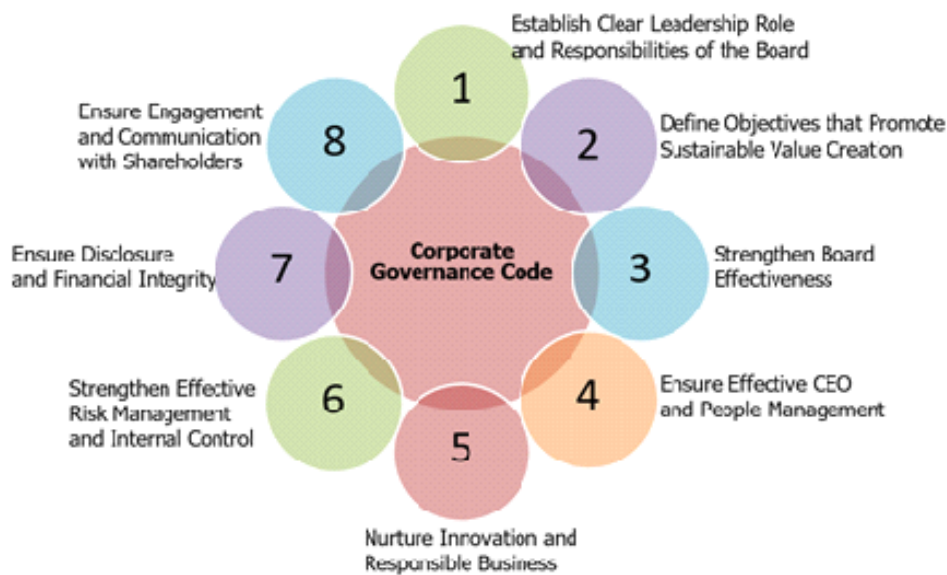 1
Establish Clear Leadership Role
and Responsibilities of the Board
2
Define Objectives that Promote
Sustainable Value Creation
3
Strengthen Board
Effectiveness
4
Ensure Effective CEO
and People Management
5
Nurture Innovation and
Responsible Business
6
Strengthen Effective
Risk Management
and Internal Control
7
Ensure Disclosure
and Financial Integrity
8
Ensure Engagement
and Communication
with Shareholders
Corporate
Governance Code